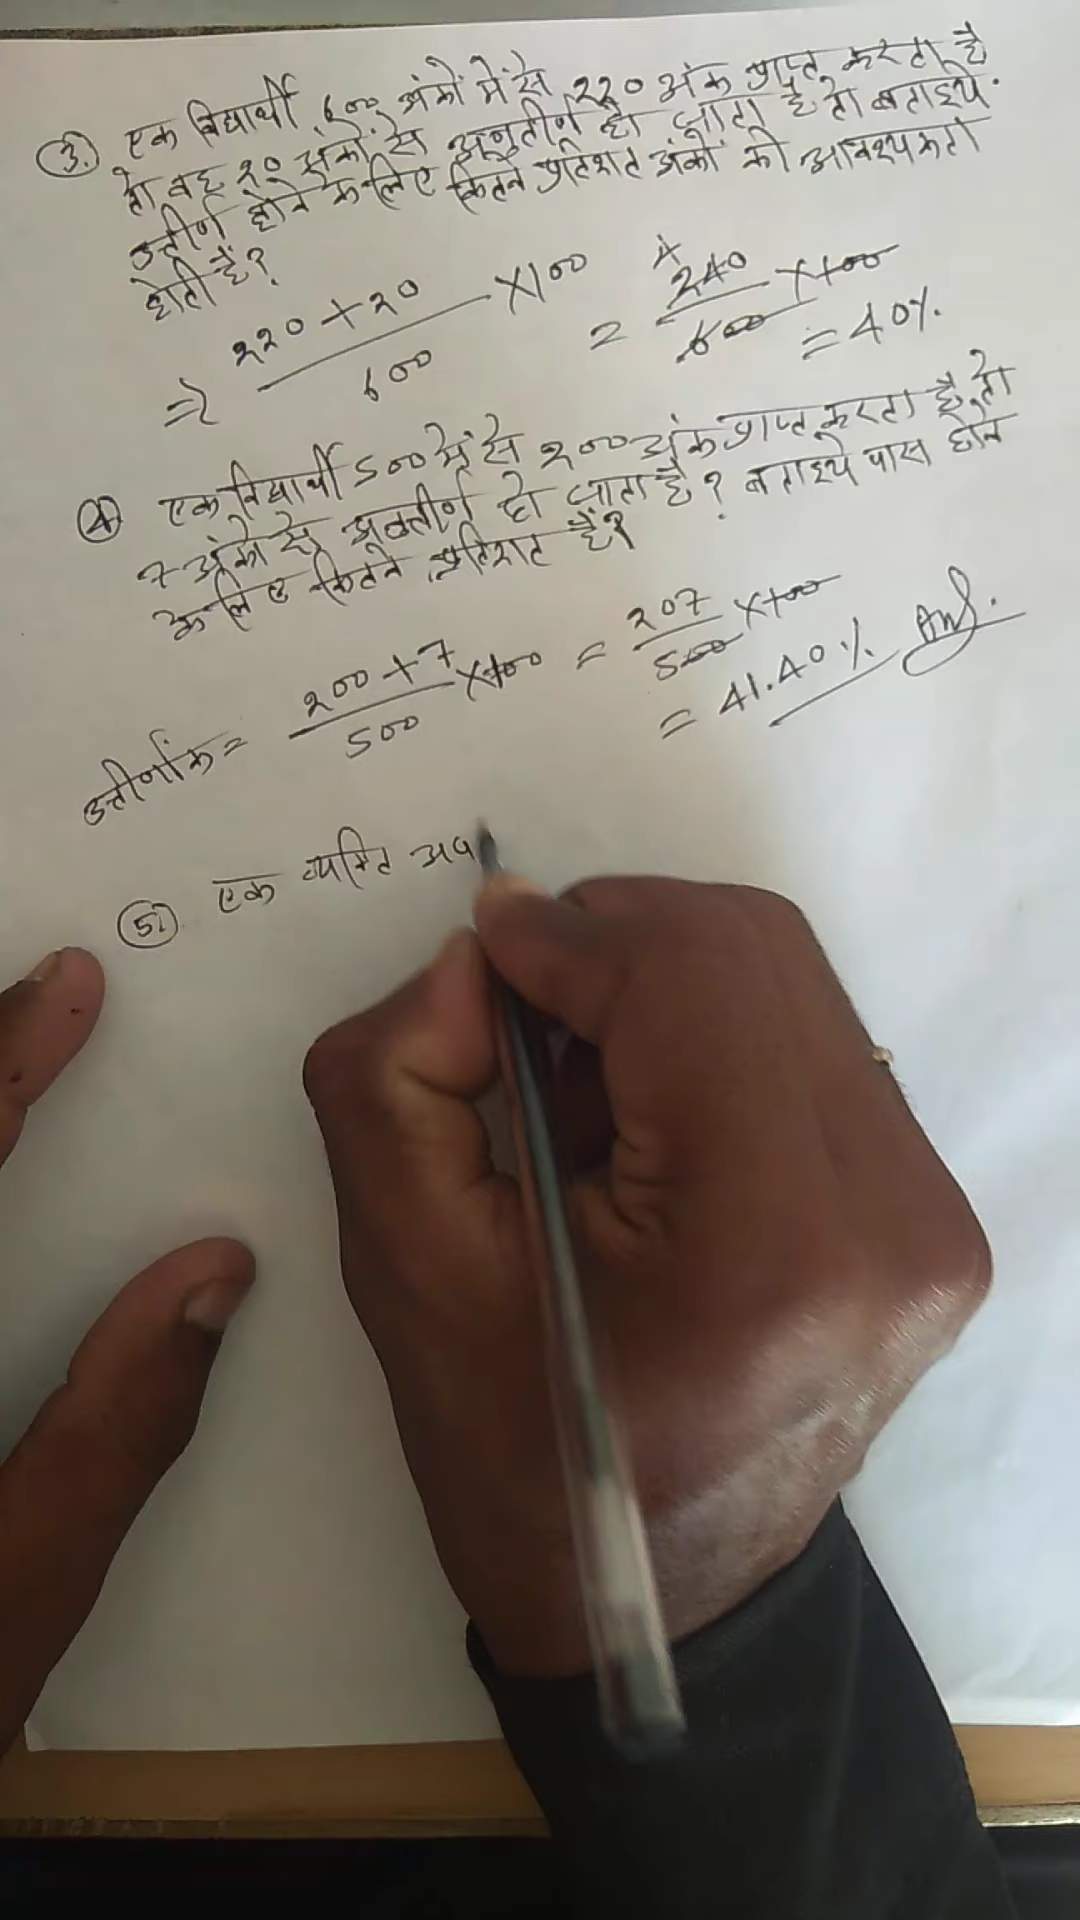 3. एक विद्यार्थी 600 अंकों में से 220 अंक प्राप्त करता है
तो वह 20 अंकों से अनुतीर्ण हो जाता है तो बताइये.
उत्तीर्ण होने के लिए कितने प्रतिशत अंकों की आवश्यकता
होती हैं?
⇒ 220 + 20 / 600 × 100 = 4 240 / 600 × 100
= 40%.
4 एक विद्यार्थी 500 में से 200 अंक प्राप्त करता है, तो
7 अंको से हो जाता है? बताइये पास होने
के लिए कितने प्रतिशत हैं?
उत्तीर्णांक = 200 + 7 / 500 × 100 = 207 / 500 × 100
= 41.40% Ans.
5. एक व्यक्ति अप